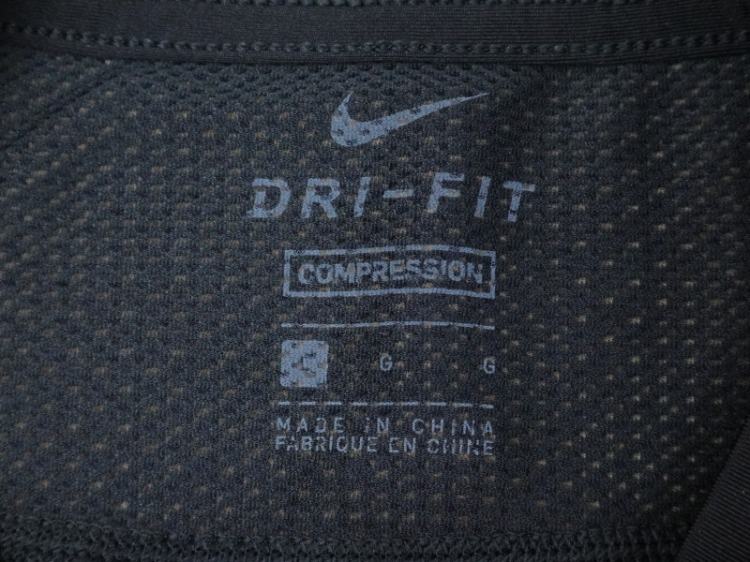 DRI-FIT
COMPRESSION
L G G
MADE IN CHINA
FABRIQUE EN CHINE